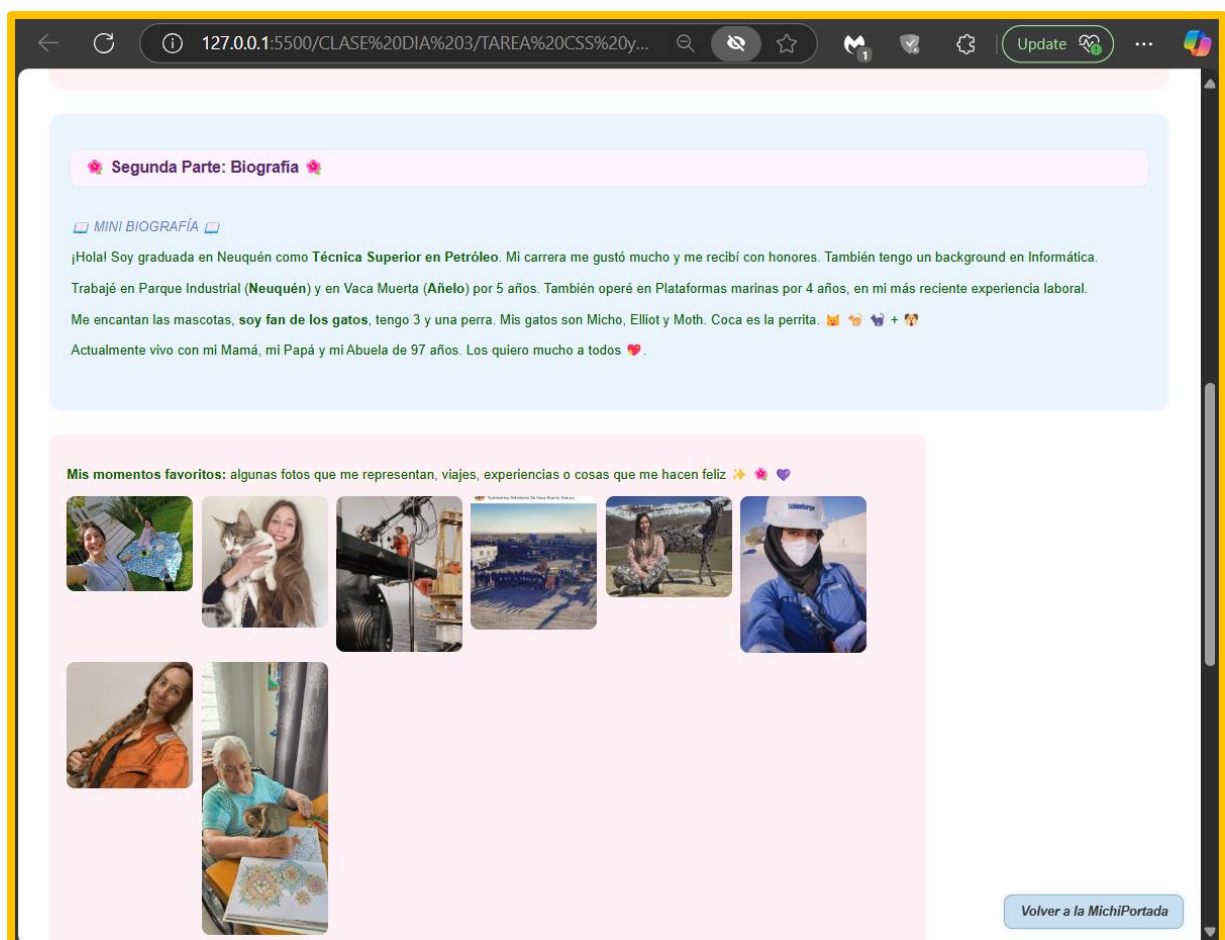 127.0.0.1:5500/CLASE%20DIA%203/TAREA%20CSS%20y...
1
Update
🌺 Segunda Parte: Biografía 🌺
📖 MINI BIOGRAFÍA 📖
¡Hola! Soy graduada en Neuquén como Técnica Superior en Petróleo. Mi carrera me gustó mucho y me recibí con honores. También tengo un background en Informática.
Trabajé en Parque Industrial (Neuquén) y en Vaca Muerta (Añelo) por 5 años. También operé en Plataformas marinas por 4 años, en mi más reciente experiencia laboral.
Me encantan las mascotas, soy fan de los gatos, tengo 3 y una perra. Mis gatos son Micho, Elliot y Moth. Coca es la perrita. 🐱 🐈 🐈‍⬛ + 🐶
Actualmente vivo con mi Mamá, mi Papá y mi Abuela de 97 años. Los quiero mucho a todos 💖.
Mis momentos favoritos: algunas fotos que me representan, viajes, experiencias o cosas que me hacen feliz ✨ 🌺 💜
Volver a la MichiPortada